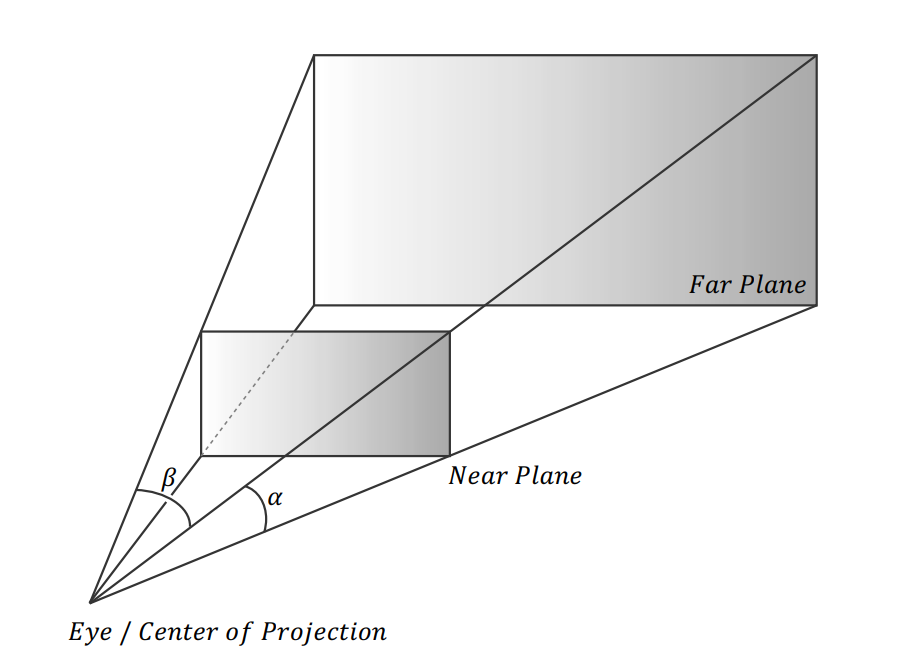 Far Plane
β
Near Plane
α
Eye / Center of Projection